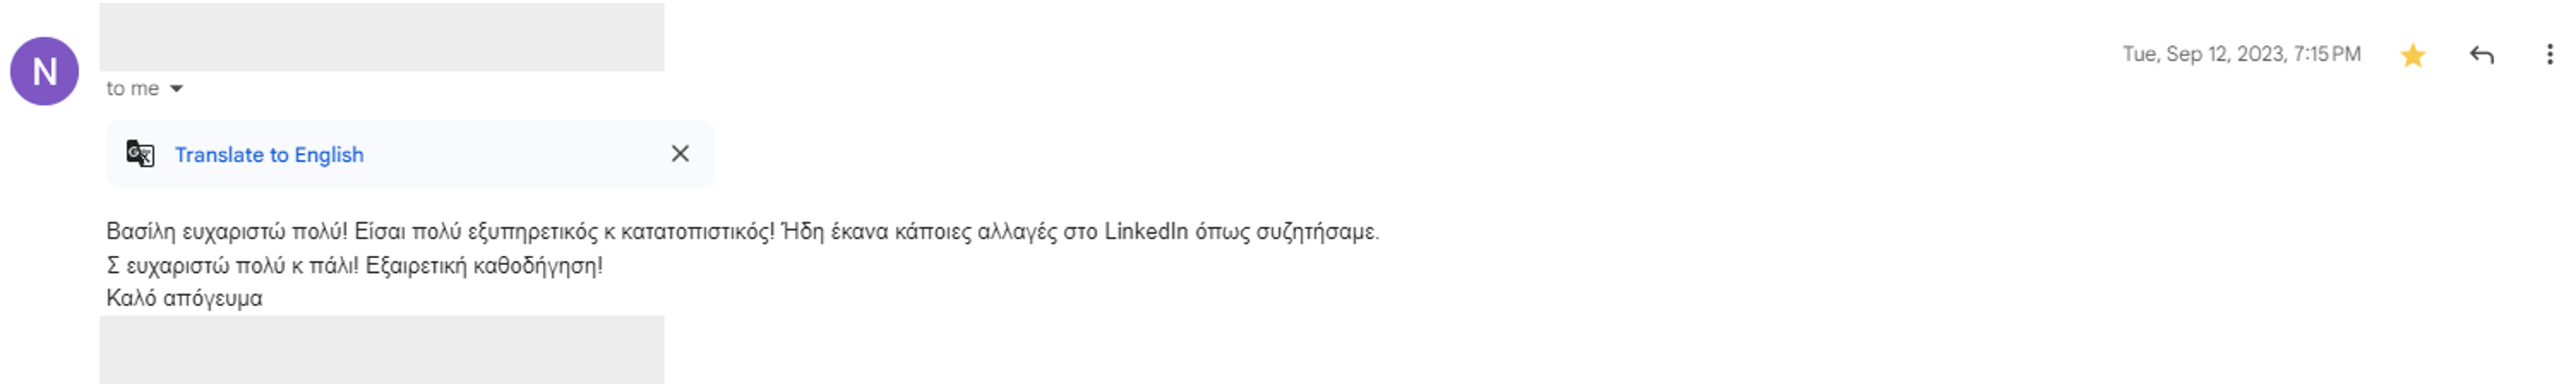 N
Tue, Sep 12, 2023, 7:15 PM
to me
Translate to English
Βασίλη ευχαριστώ πολύ! Είσαι πολύ εξυπηρετικός κ κατατοπιστικός! Ήδη έκανα κάποιες αλλαγές στο LinkedIn όπως συζητήσαμε.
Σ ευχαριστώ πολύ κ πάλι! Εξαιρετική καθοδήγηση!
Καλό απόγευμα